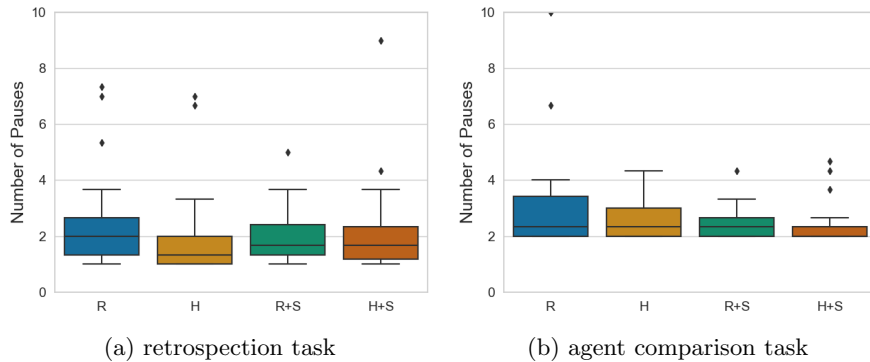 Number of Pauses
10
8
6
4
2
0
R
H
R+S
H+S
(a) retrospection task
Number of Pauses
10
8
6
4
2
0
R
H
R+S
H+S
(b) agent comparison task